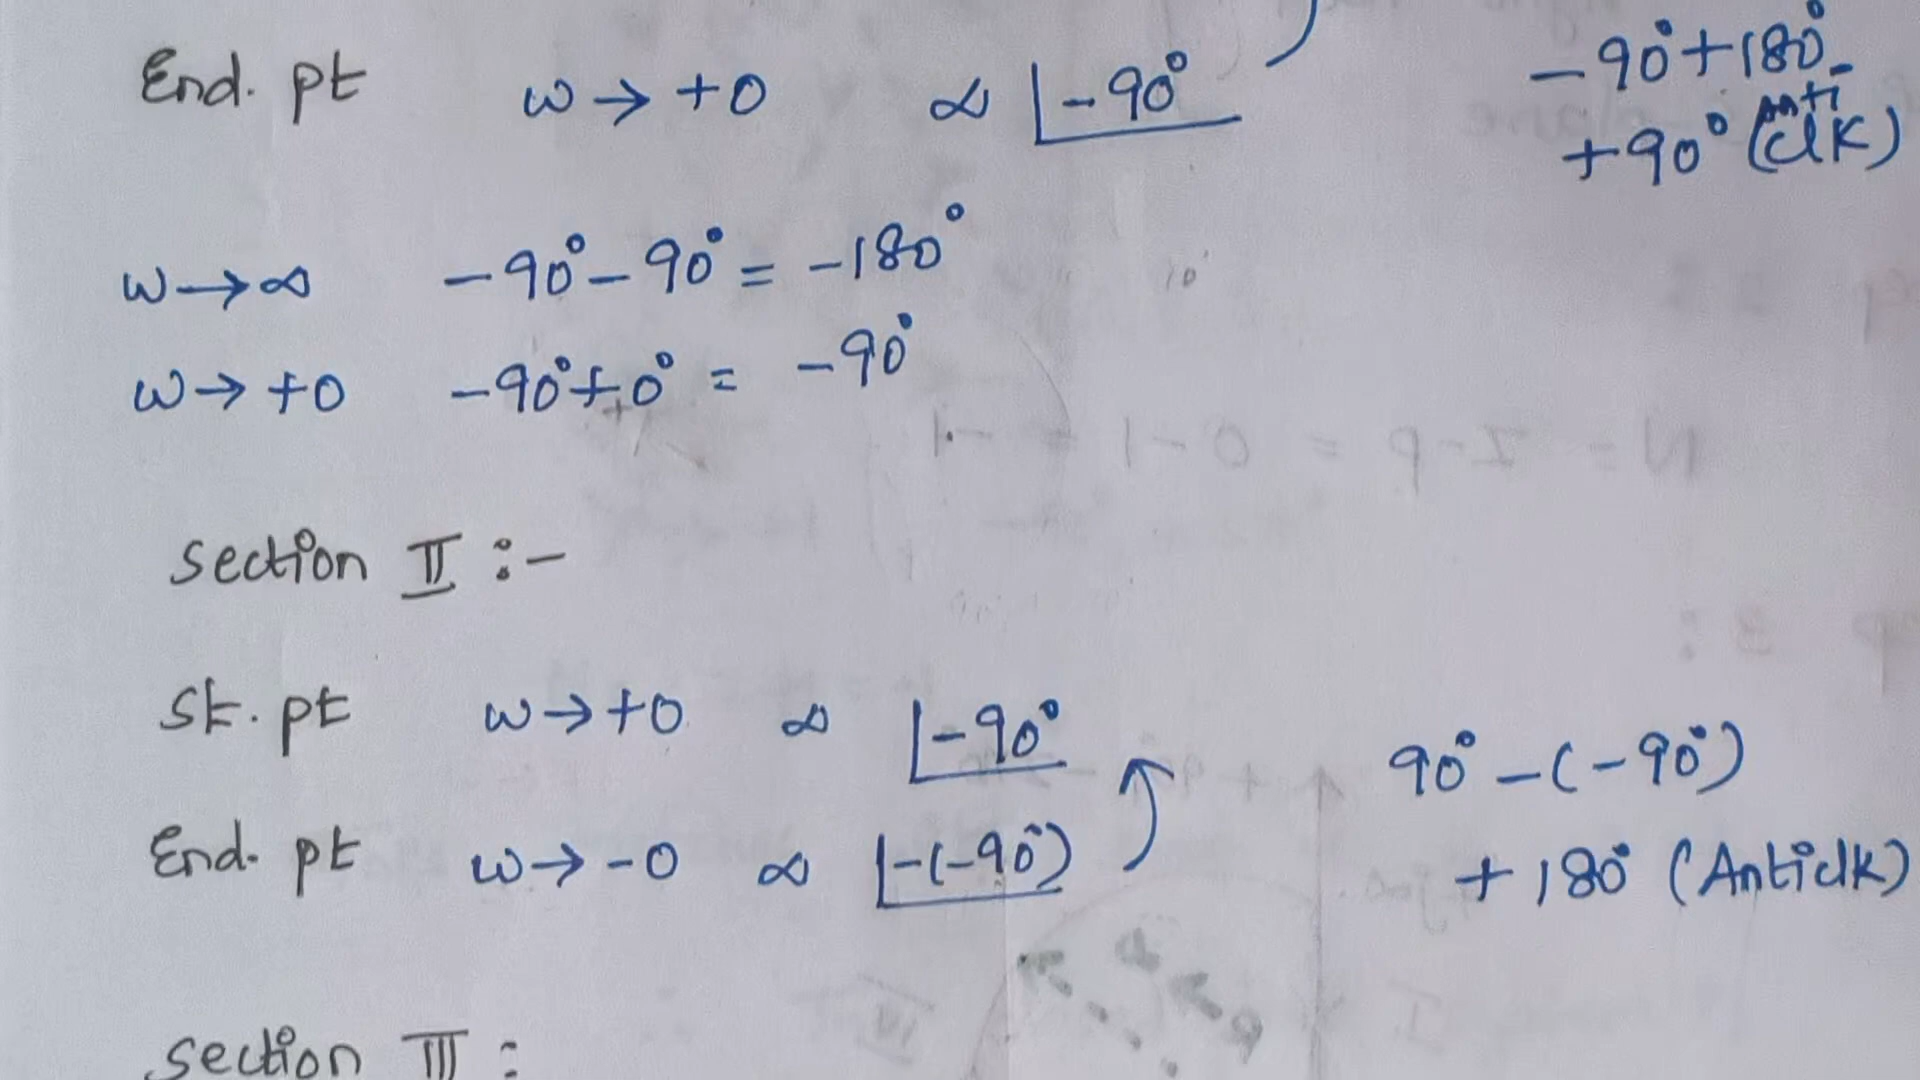 -90°+180°
End. pt ω → +0 ∞ ∠-90°
+90° (Anti clk)
ω→∞ -90°-90° = -180°
ω→ +0 -90°+0° = -90°
Section II :-
St. pt ω→+0 ∞ ∠-90°
90° -(-90°)
End. pt ω→-0 ∞ ∠-(-90°)
+180° (Anticlk)
Section III :